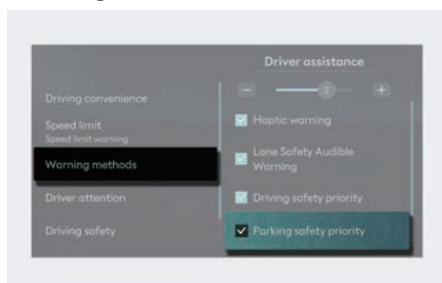 Driver assistance
- 2 +
Driving convenience
Speed limit
Speed limit warning
Warning methods
Driver attention
Driving safety
Haptic warning
Lane Safety Audible
Warning
Driving safety priority
Parking safety priority